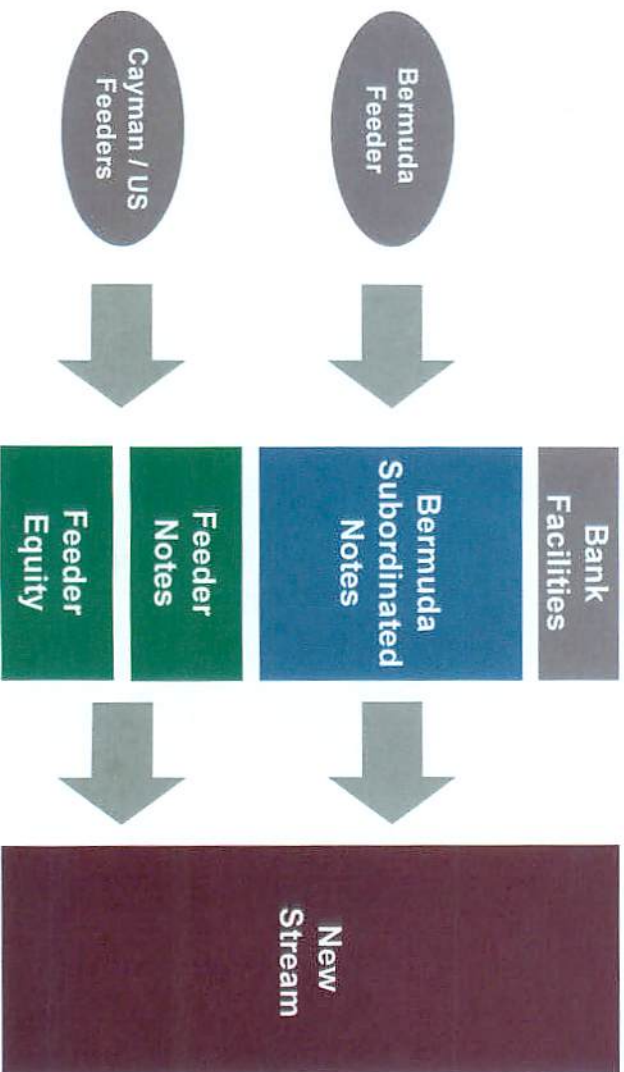 Bermuda
Feeder
Cayman / US
Feeders
Bank
Facilities
Bermuda
Subordinated
Notes
Feeder
Notes
Feeder
Equity
New
Stream